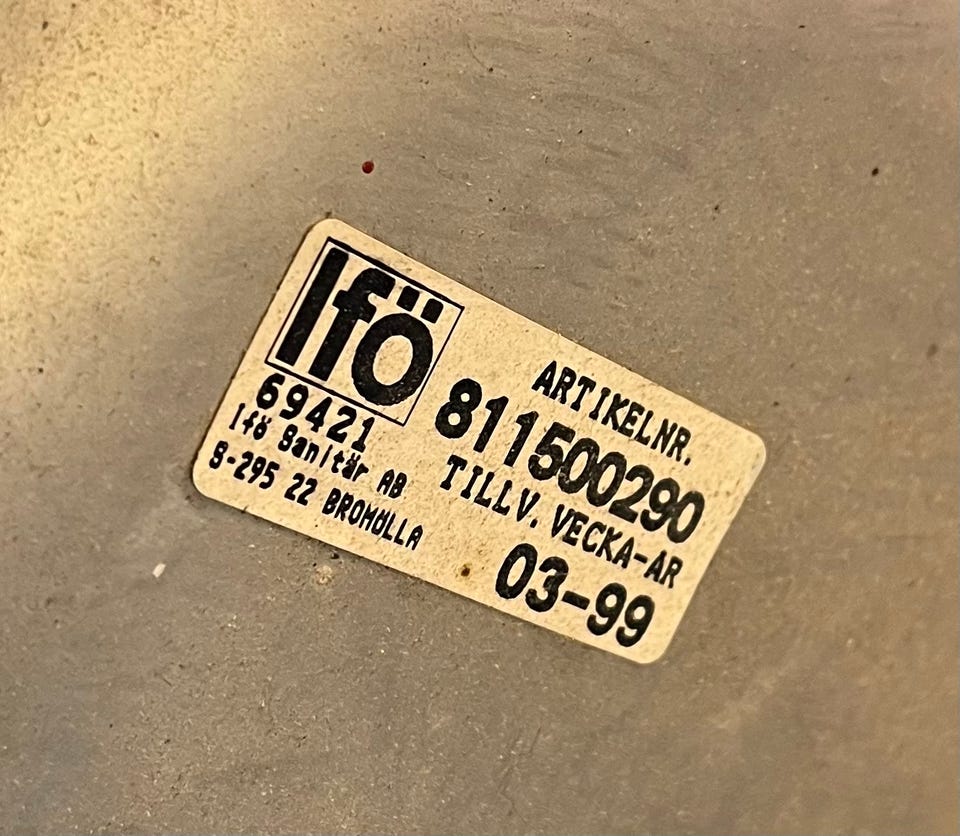 Ifö
69421
Ifö Sanitär AB
S-295 22 BROMÖLLA
ARTIKELNR.
811500290
TILLV. VECKA-AR
03-99